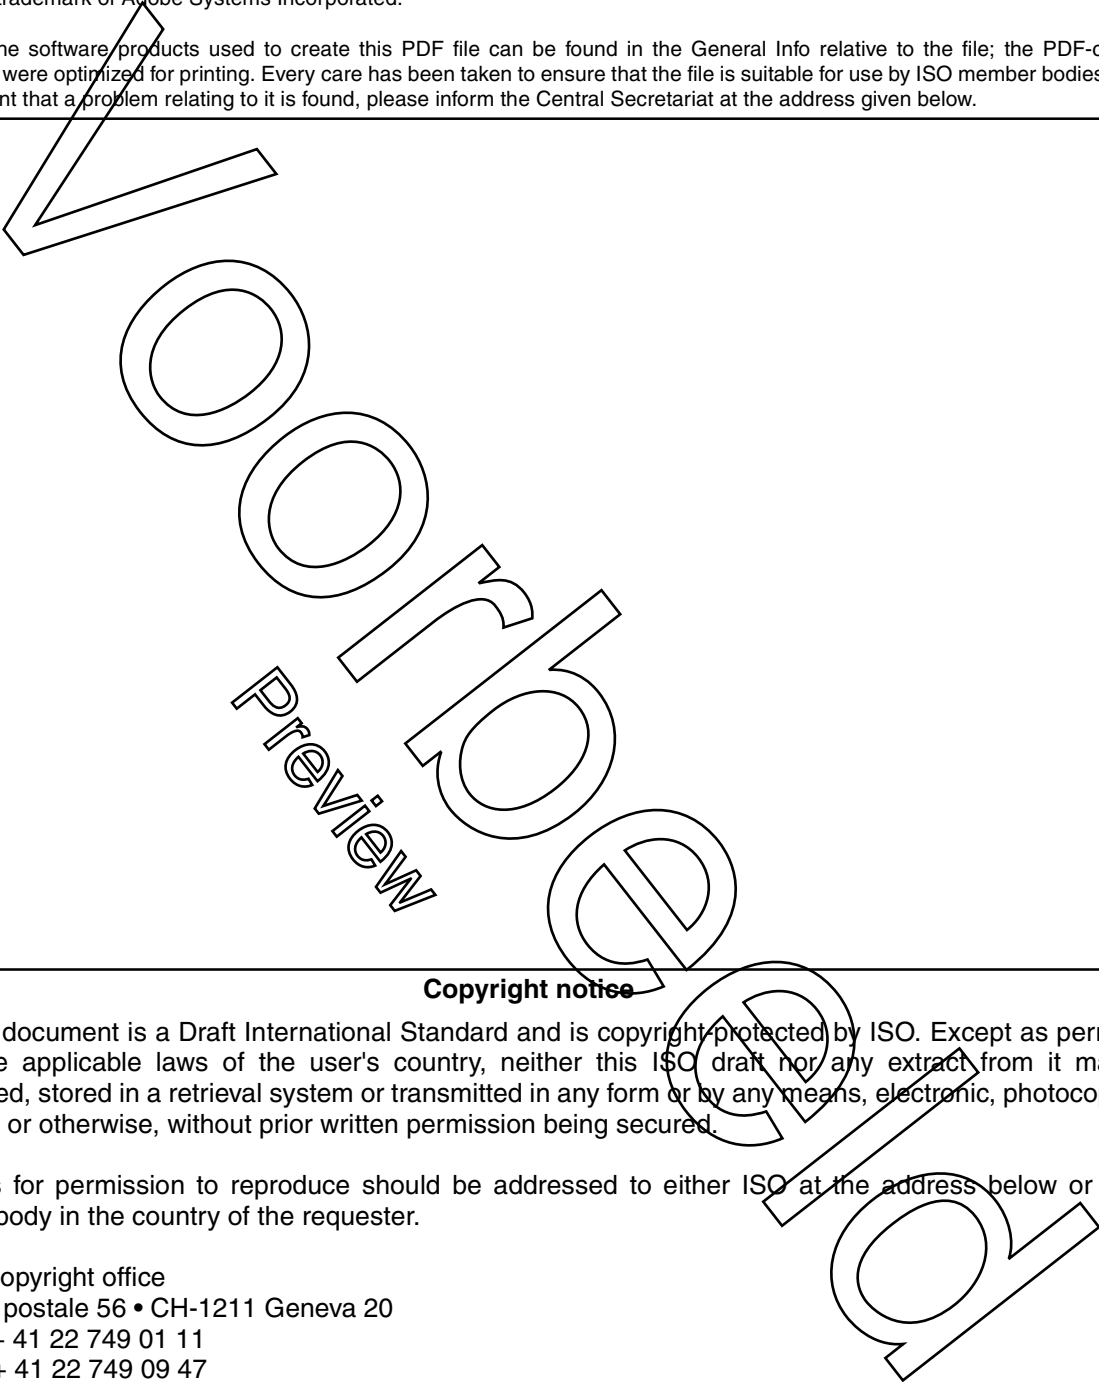 trademark of Adobe Systems Incorporated.
he software products used to create this PDF file can be found in the General Info relative to the file; the PDF-c
were optimized for printing. Every care has been taken to ensure that the file is suitable for use by ISO member bodies
nt that a problem relating to it is found, please inform the Central Secretariat at the address given below.
Voorbeeld
Preview
Copyright notice
document is a Draft International Standard and is copyright-protected by ISO. Except as perm
e applicable laws of the user's country, neither this ISO draft nor any extract from it ma
ed, stored in a retrieval system or transmitted in any form or by any means, electronic, photocop
or otherwise, without prior written permission being secured.
s for permission to reproduce should be addressed to either ISO at the address below or
body in the country of the requester.
opyright office
postale 56 • CH-1211 Geneva 20
+ 41 22 749 01 11
+ 41 22 749 09 47